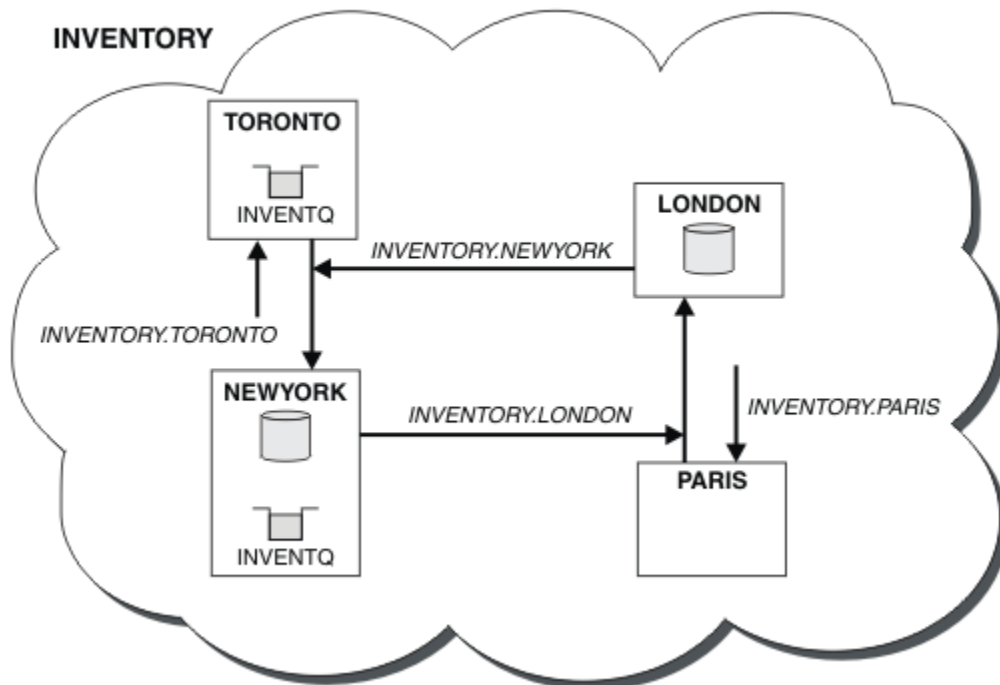 INVENTORY
TORONTO
INVENTQ
LONDON
INVENTORY.NEWYORK
INVENTORY.TORONTO
NEWYORK
INVENTORY.LONDON
INVENTORY.PARIS
PARIS
INVENTQ